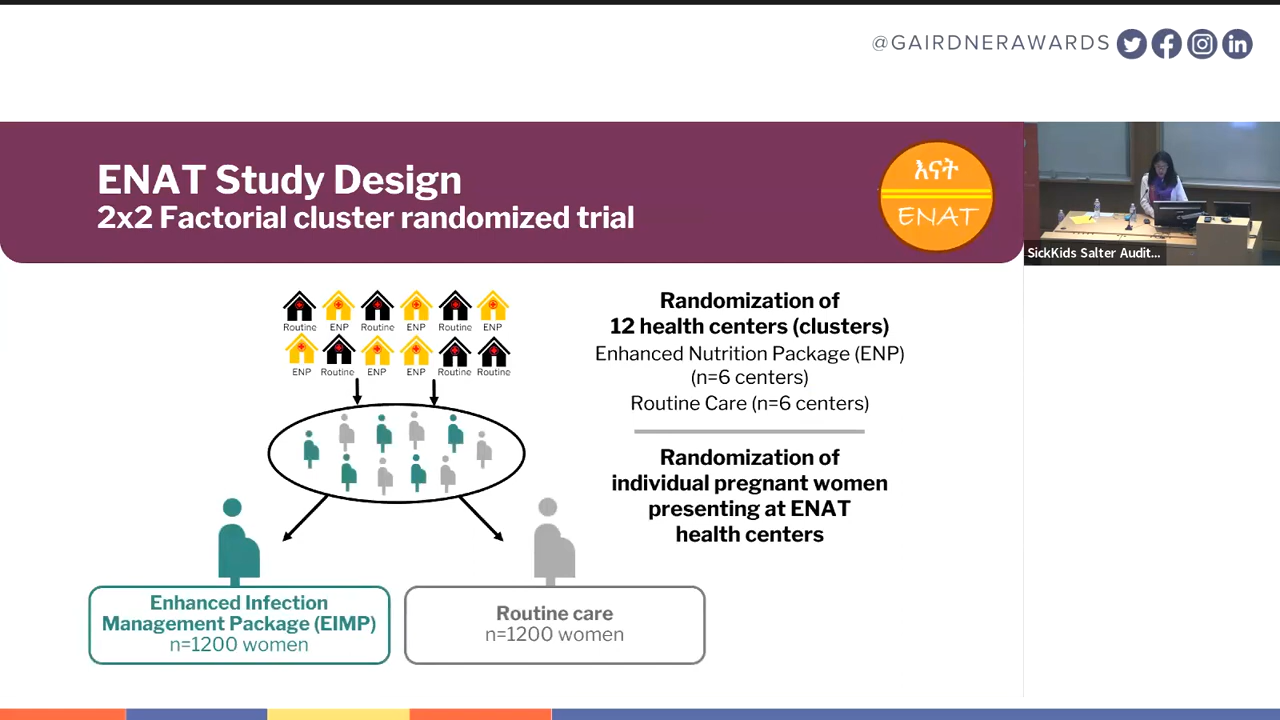 @GAIRDNERAWARDS
ENAT Study Design
2x2 Factorial cluster randomized trial
እናት
ENAT
SickKids Salter Audit...
Routine ENP Routine ENP Routine ENP
ENP Routine ENP ENP Routine Routine
Randomization of
12 health centers (clusters)
Enhanced Nutrition Package (ENP)
(n=6 centers)
Routine Care (n=6 centers)
Randomization of
individual pregnant women
presenting at ENAT
health centers
Enhanced Infection
Management Package (EIMP)
n=1200 women
Routine care
n=1200 women